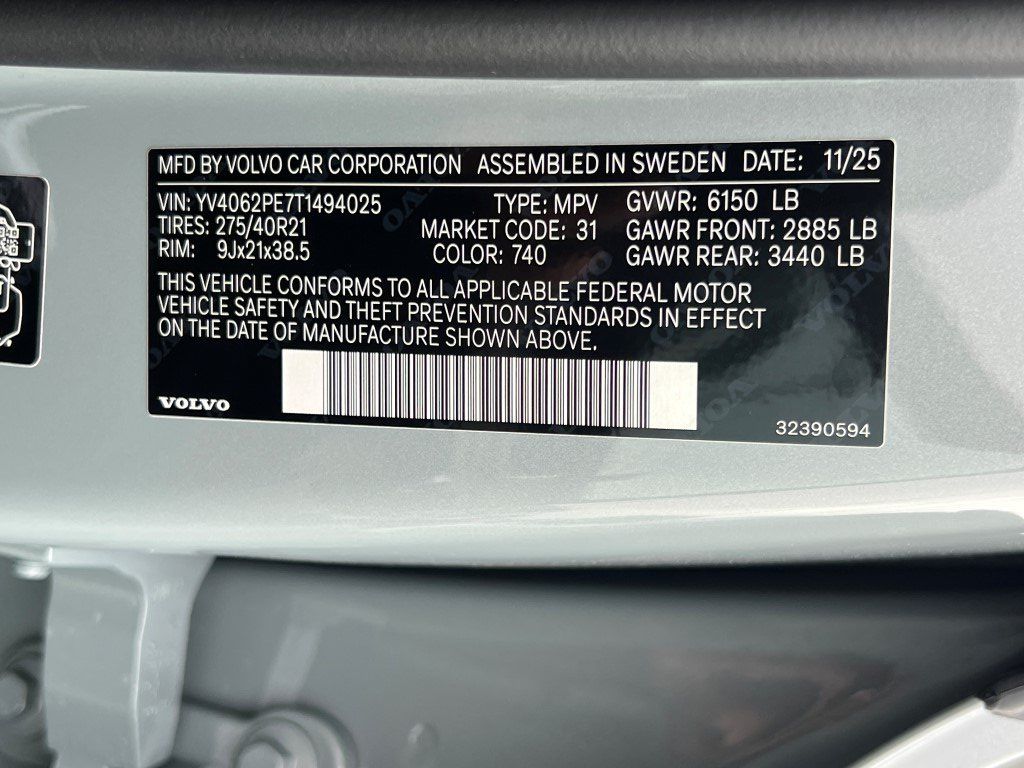 MFD BY VOLVO CAR CORPORATION ASSEMBLED IN SWEDEN DATE: 11/25
VIN: YV4062PE7T1494025 TYPE: MPV GVWR: 6150 LB
TIRES: 275/40R21 MARKET CODE: 31 GAWR FRONT: 2885 LB
RIM: 9Jx21x38.5 COLOR: 740 GAWR REAR: 3440 LB
THIS VEHICLE CONFORMS TO ALL APPLICABLE FEDERAL MOTOR
VEHICLE SAFETY AND THEFT PREVENTION STANDARDS IN EFFECT
ON THE DATE OF MANUFACTURE SHOWN ABOVE.
VOLVO
32390594